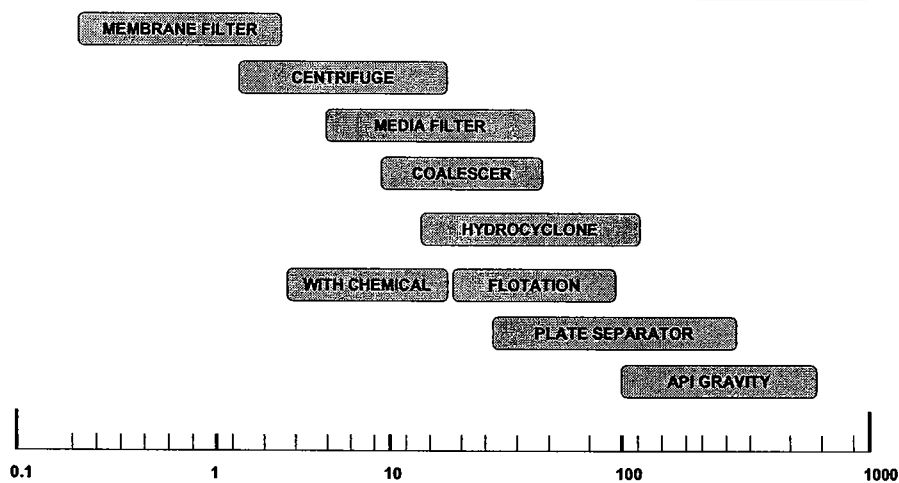 MEMBRANE FILTER
CENTRIFUGE
MEDIA FILTER
COALESCER
HYDROCYCLONE
WITH CHEMICAL FLOTATION
PLATE SEPARATOR
API GRAVITY
0.1 1 10 100 1000